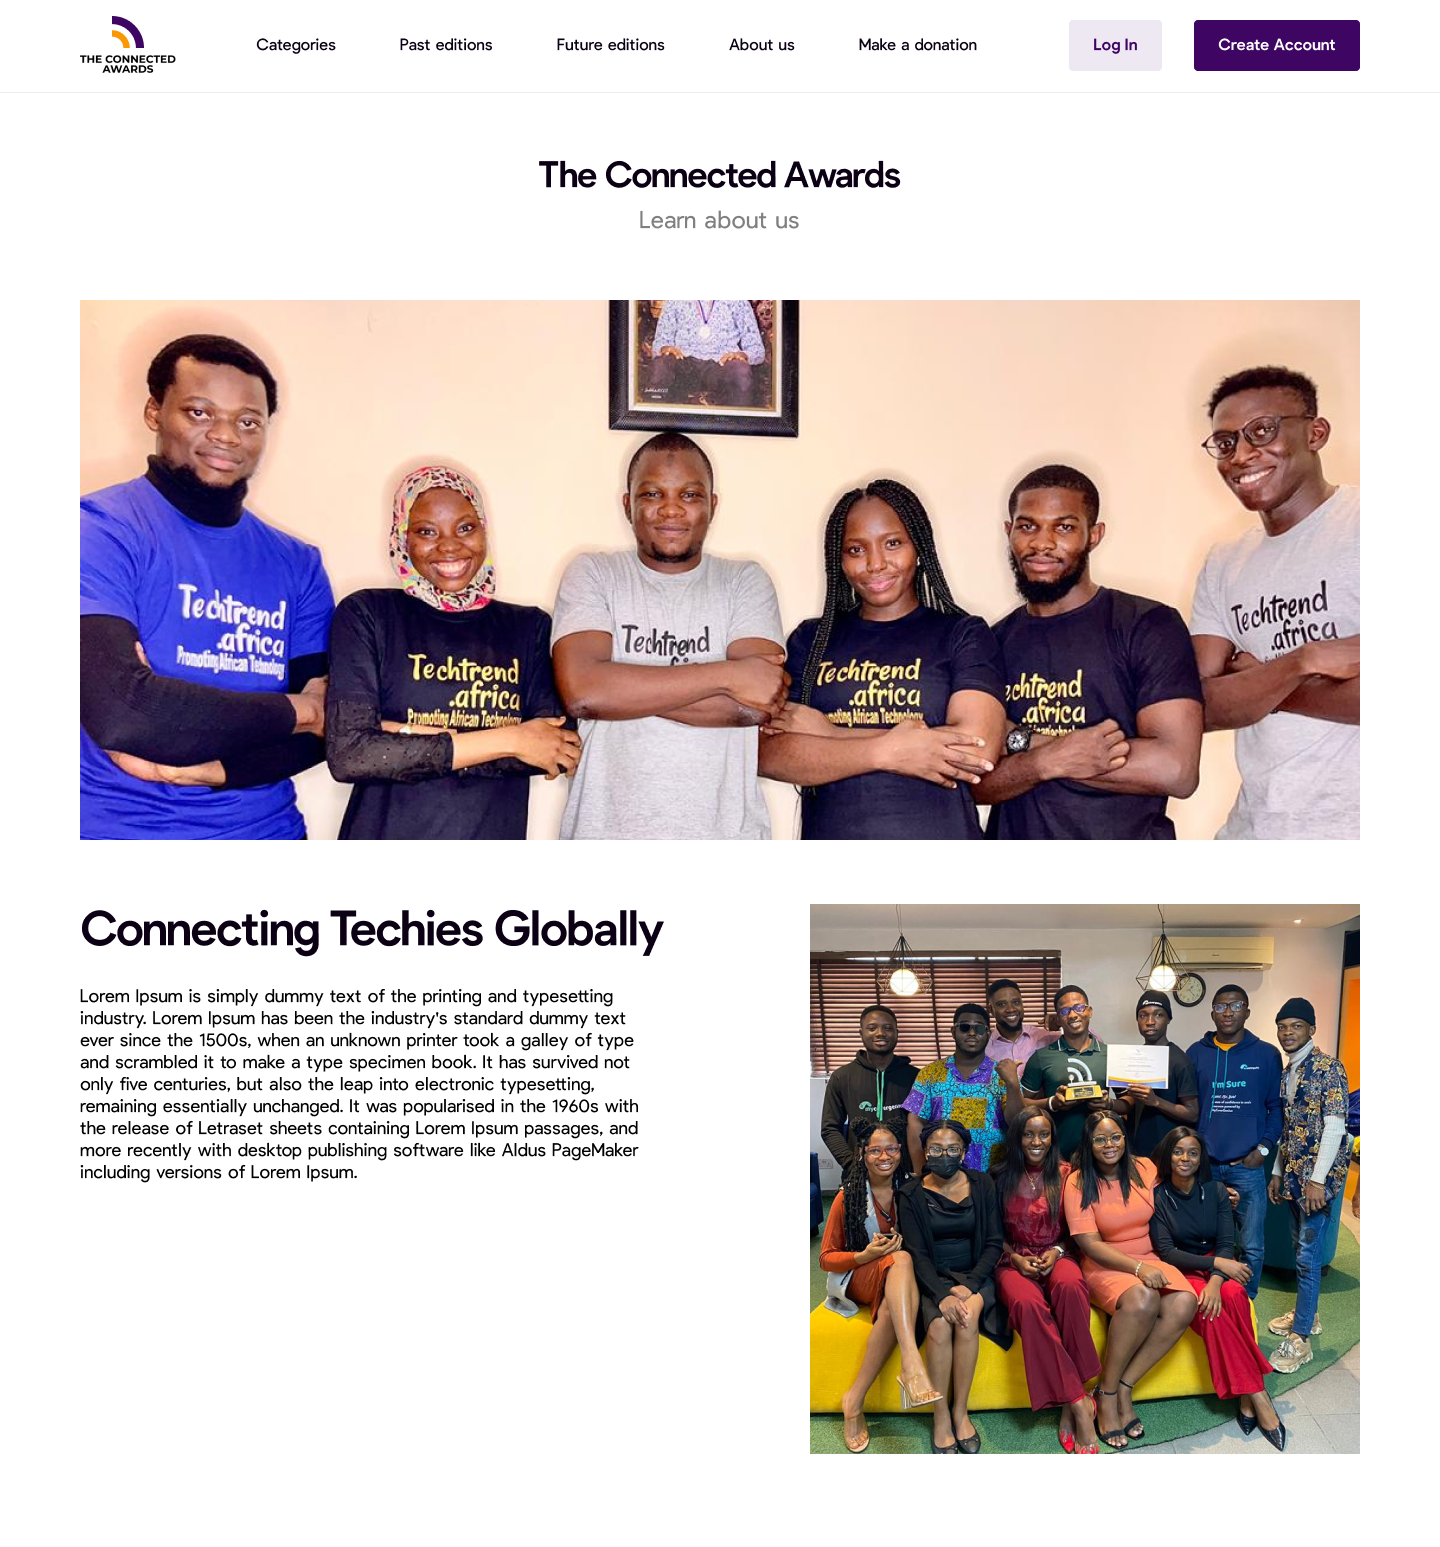 THE CONNECTED
AWARDS
Categories
Past editions
Future editions
About us
Make a donation
Log In
Create Account
The Connected Awards
Learn about us
Techtrend
.africa
Promoting African Technology
Techtrend
.africa
Promoting African Technology
Techtrend
Techtrend
.africa
echtrend
.africa
Techtrend
.africa
Connecting Techies Globally
Lorem Ipsum is simply dummy text of the printing and typesetting
industry. Lorem Ipsum has been the industry's standard dummy text
ever since the 1500s, when an unknown printer took a galley of type
and scrambled it to make a type specimen book. It has survived not
only five centuries, but also the leap into electronic typesetting,
remaining essentially unchanged. It was popularised in the 1960s with
the release of Letraset sheets containing Lorem Ipsum passages, and
more recently with desktop publishing software like Aldus PageMaker
including versions of Lorem Ipsum.
Sure